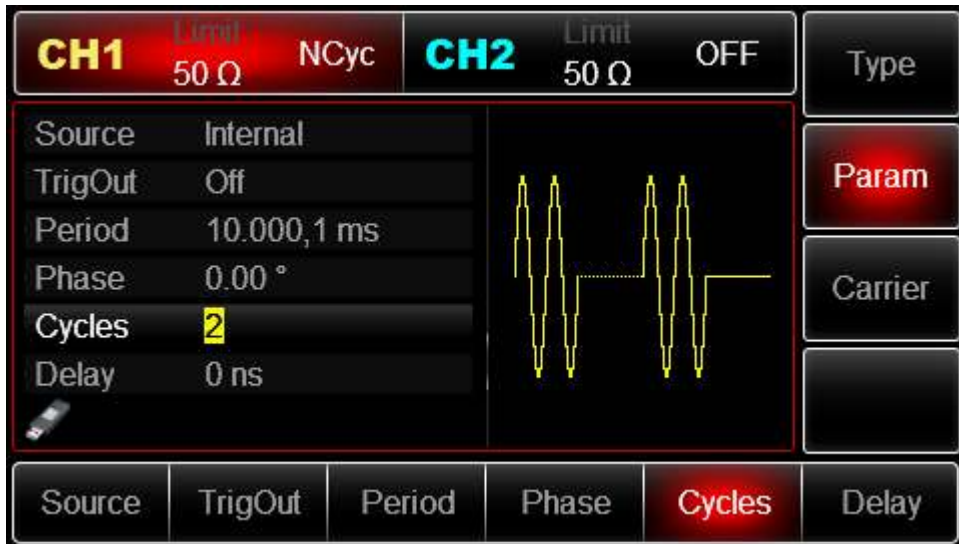 CH1 Limit 50 Ω NCyc CH2 Limit 50 Ω OFF
Type
Source Internal
TrigOut Off
Period 10.000,1 ms
Phase 0.00 °
Cycles 2
Delay 0 ns
Param
Carrier
Source TrigOut Period Phase Cycles Delay